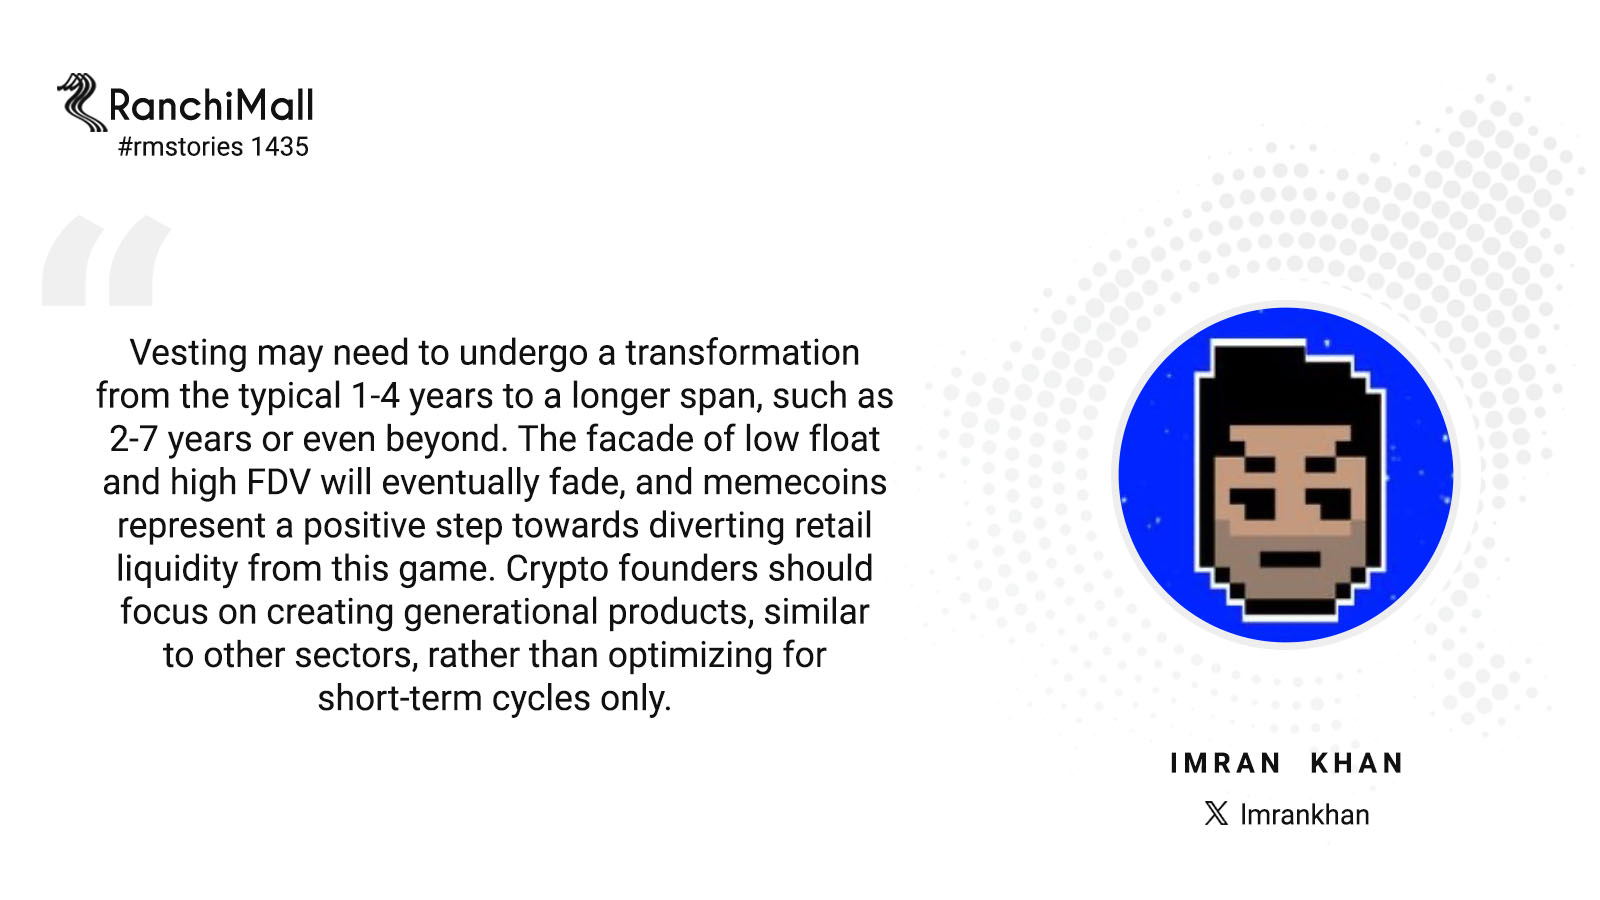 RanchiMall
#rmstories 1435
“
Vesting may need to undergo a transformation
from the typical 1-4 years to a longer span, such as
2-7 years or even beyond. The facade of low float
and high FDV will eventually fade, and memecoins
represent a positive step towards diverting retail
liquidity from this game. Crypto founders should
focus on creating generational products, similar
to other sectors, rather than optimizing for
short-term cycles only.
IMRAN KHAN
𝕏 Imrankhan